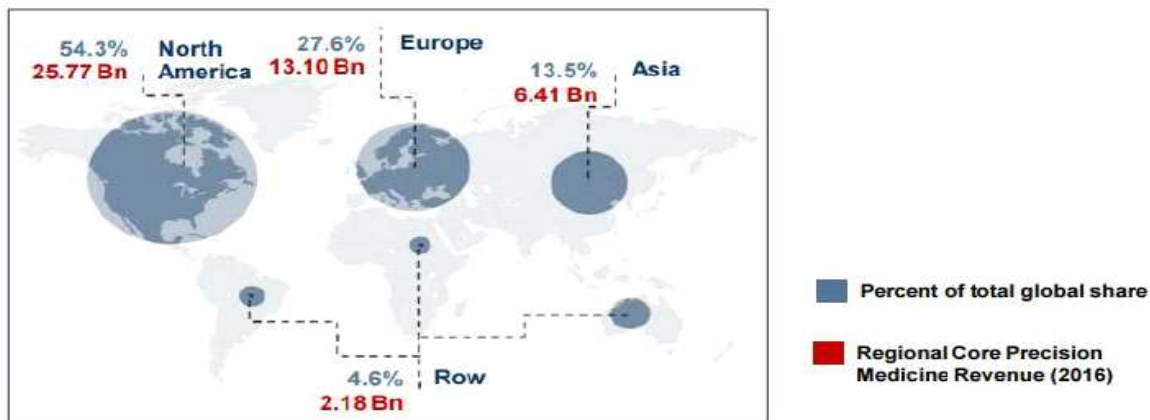 54.3% North America
25.77 Bn
27.6% Europe
13.10 Bn
13.5% Asia
6.41 Bn
4.6% Row
2.18 Bn
Percent of total global share
Regional Core Precision
Medicine Revenue (2016)